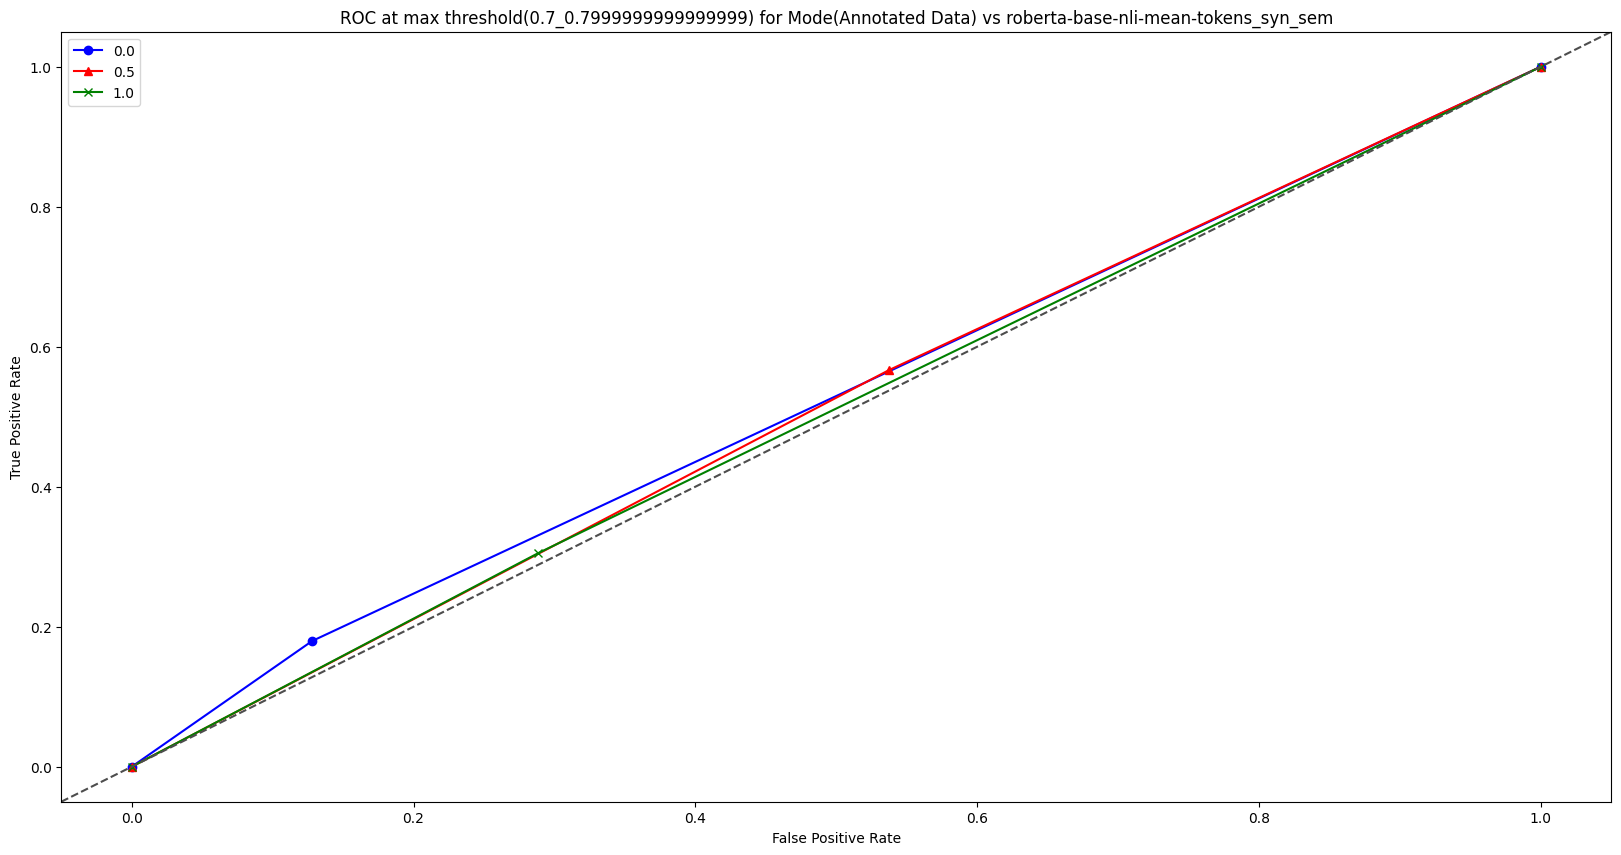 ROC at max threshold(0.7_0.7999999999999999) for Mode(Annotated Data) vs roberta-base-nli-mean-tokens_syn_sem
0.0
0.5
1.0
1.0
0.8
0.6
0.4
0.2
0.0
True Positive Rate
0.0 0.2 0.4 0.6 0.8 1.0
False Positive Rate